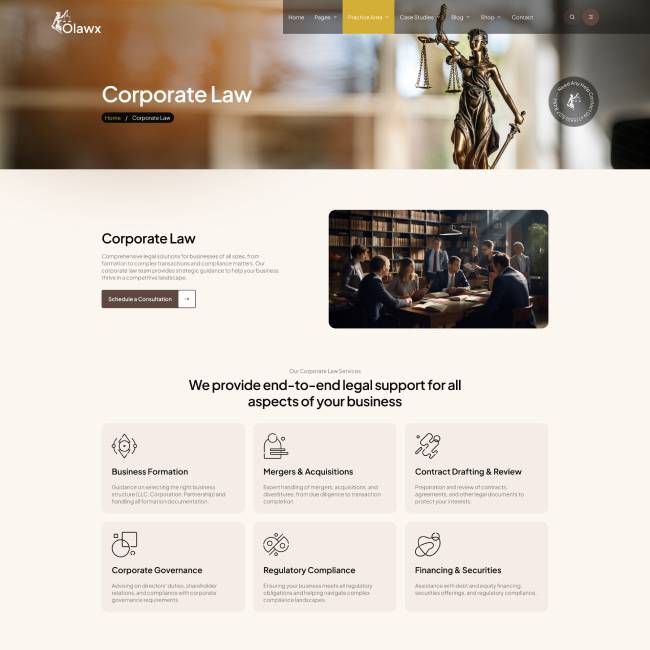 Olawx
Home Pages Practice Area Case Studies Blog Shop Contact
Corporate Law
Home / Corporate Law
Need Any Help Contact Us
Corporate Law
Comprehensive legal solutions for businesses of all sizes, from
formation to complex transactions and compliance matters. Our
corporate law team provides strategic guidance to help your business
thrive in a competitive landscape.
Schedule a Consultation
Our Corporate Law Services
We provide end-to-end legal support for all
aspects of your business
Business Formation
Guidance on selecting the right business
structure (LLC, Corporation, Partnership) and
handling all formation documentation.
Mergers & Acquisitions
Expert handling of mergers, acquisitions, and
divestitures, from due diligence to transaction
completion.
Contract Drafting & Review
Preparation and review of contracts,
agreements, and other legal documents to
protect your interests.
Corporate Governance
Advising on directors' duties, shareholder
relations, and compliance with corporate
governance requirements.
Regulatory Compliance
Ensuring your business meets all regulatory
obligations and helping navigate complex
compliance landscapes.
Financing & Securities
Assistance with debt and equity financing,
securities offerings, and regulatory compliance.